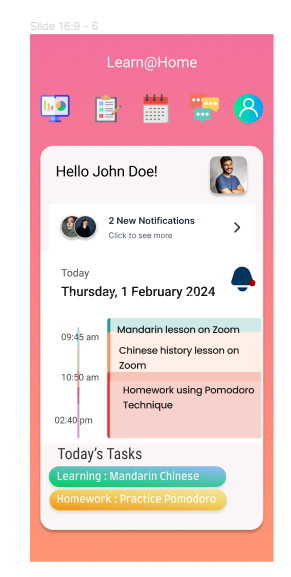 Slide 16:9 - 6
Learn@Home
Hello John Doe!
2 New Notifications
Click to see more
Today
Thursday, 1 February 2024
09:45 am
Mandarin lesson on Zoom
Chinese history lesson on
Zoom
10:50 am
Homework using Pomodoro
Technique
02:40 pm
Today's Tasks
Learning : Mandarin Chinese
Homework : Practice Pomodoro